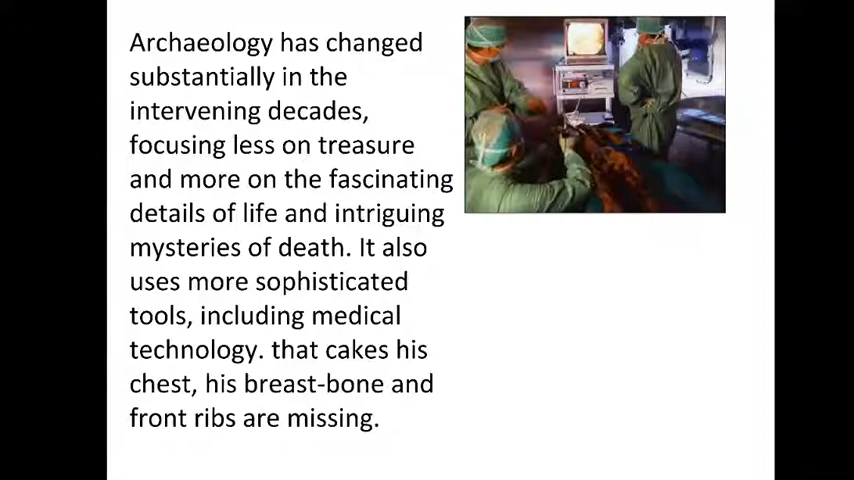 Archaeology has changed
substantially in the
intervening decades,
focusing less on treasure
and more on the fascinating
details of life and intriguing
mysteries of death. It also
uses more sophisticated
tools, including medical
technology. that cakes his
chest, his breast-bone and
front ribs are missing.